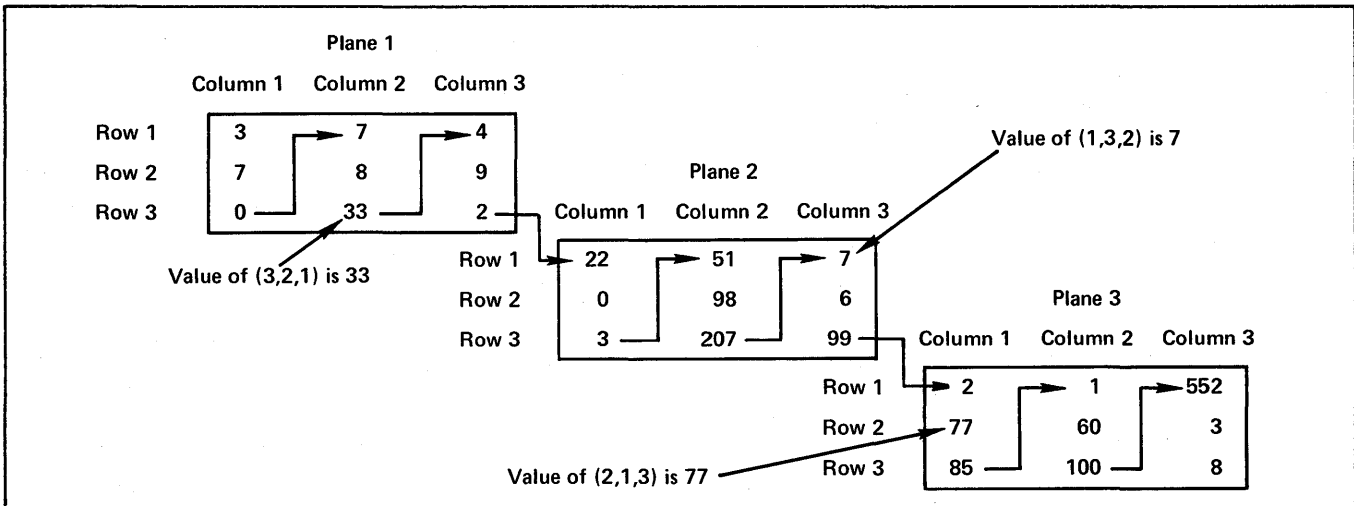 Plane 1
Column 1 Column 2 Column 3
Row 1 3 7 4
Row 2 7 8 9
Row 3 0 33 2
Value of (3,2,1) is 33
Value of (1,3,2) is 7
Plane 2
Column 1 Column 2 Column 3
Row 1 22 51 7
Row 2 0 98 6
Row 3 3 207 99
Plane 3
Column 1 Column 2 Column 3
Row 1 2 1 552
Row 2 77 60 3
Row 3 85 100 8
Value of (2,1,3) is 77